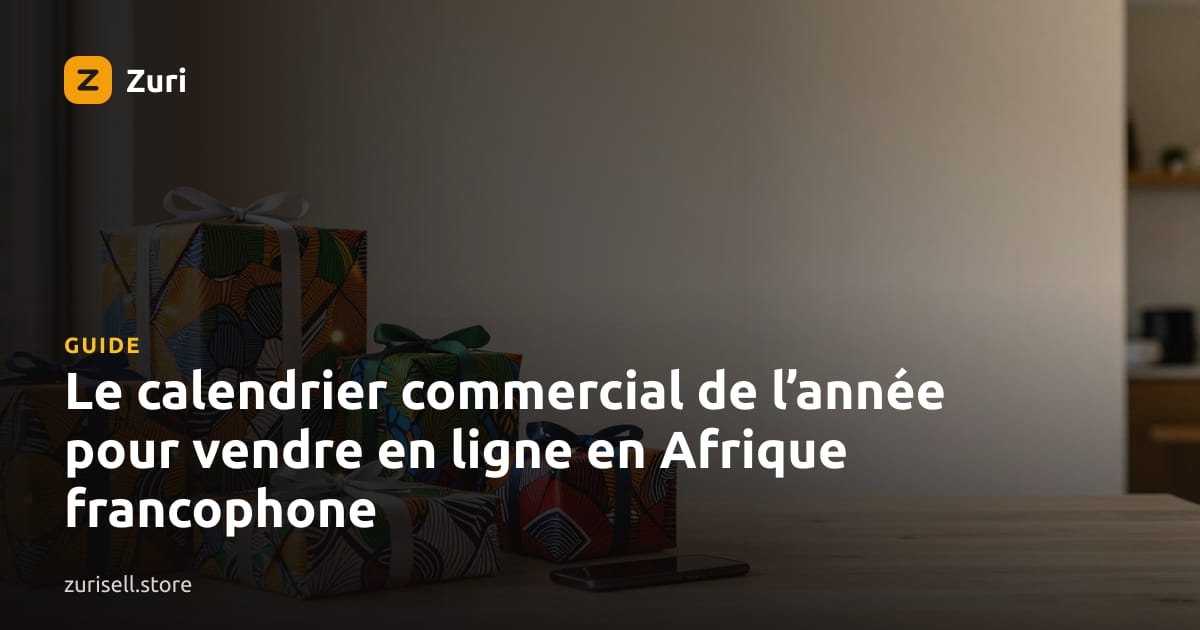 Zuri
GUIDE
Le calendrier commercial de l’année
pour vendre en ligne en Afrique
francophone
zurisell.store